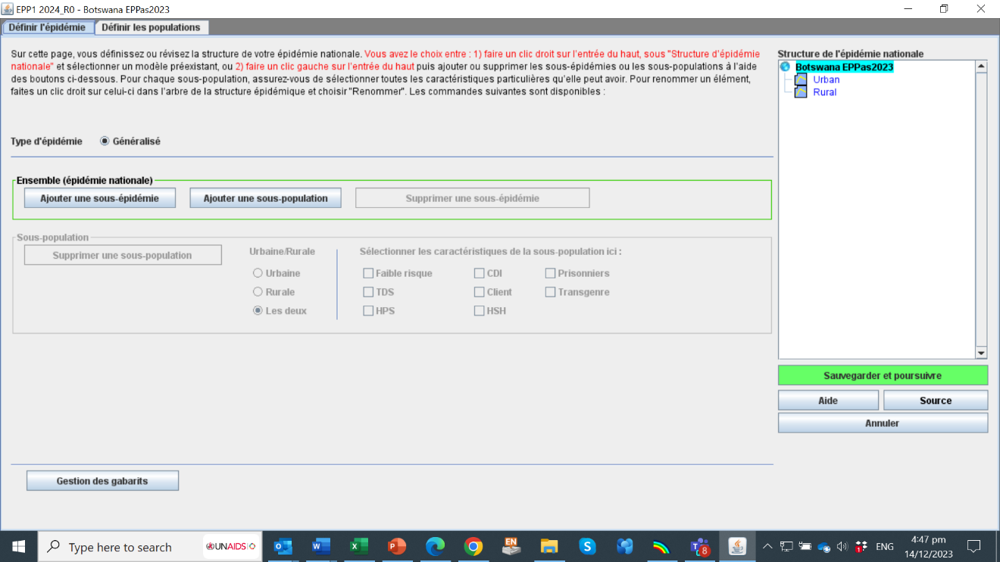 EPP1 2024_R0 - Botswana EPPas2023
Définir l'épidémie
Définir les populations
Sur cette page, vous définissez ou révisez la structure de votre épidémie nationale. Vous avez le choix entre : 1) faire un clic droit sur l'entrée du haut, sous "Structure d'épidémie
nationale" et sélectionner un modèle préexistant, ou 2) faire un clic gauche sur l'entrée du haut puis ajouter ou supprimer les sous-épidémies ou les sous-populations à l'aide
des boutons ci-dessous. Pour chaque sous-population, assurez-vous de sélectionner toutes les caractéristiques particulières qu'elle peut avoir. Pour renommer un élément,
faites un clic droit sur celui-ci dans l'arbre de la structure épidémique et choisir "Renommer". Les commandes suivantes sont disponibles :
Type d'épidémie
Généralisé
Ensemble (épidémie nationale)
Ajouter une sous-épidémie
Ajouter une sous-population
Supprimer une sous-épidémie
Sous-population
Supprimer une sous-population
Urbaine/Rurale
Urbaine
Rurale
Les deux
Sélectionner les caractéristiques de la sous-population ici :
Faible risque
CDI
Prisonniers
TDS
Client
Transgenre
HPS
HSH
Structure de l'épidémie nationale
Botswana EPPas2023
Urban
Rural
Sauvegarder et poursuivre
Aide
Source
Annuler
Gestion des gabarits
Type here to search
UNAIDS
EN
8
1
ENG
4:47 pm
14/12/2023